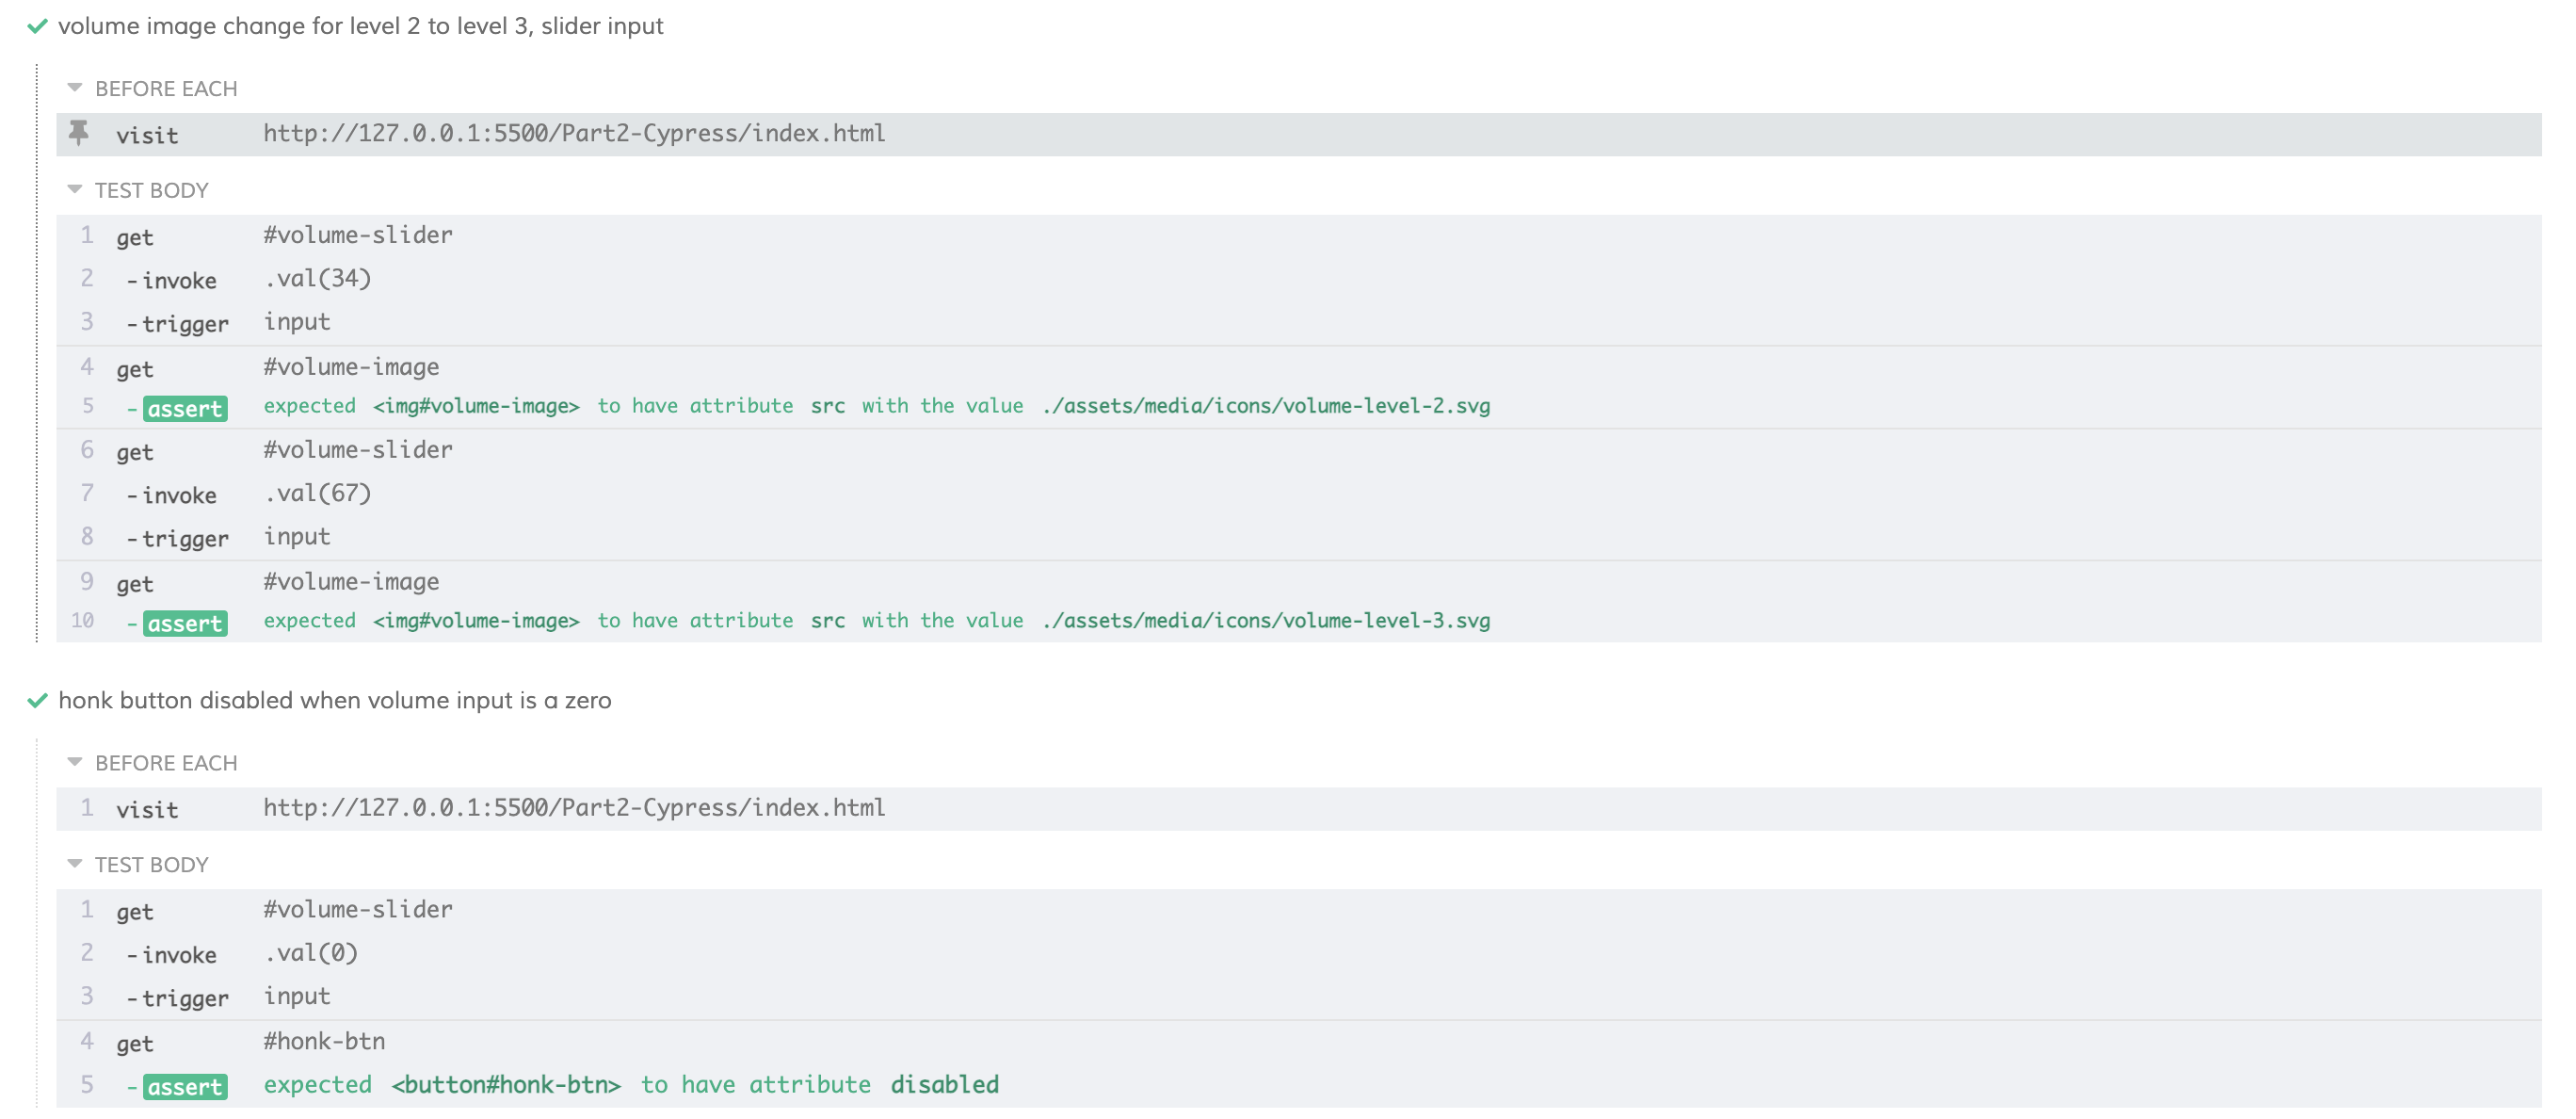 volume image change for level 2 to level 3, slider input
BEFORE EACH
visit http://127.0.0.1:5500/Part2-Cypress/index.html
TEST BODY
1 get #volume-slider
2 -invoke .val(34)
3 -trigger input
4 get #volume-image
5 -assert expected <img#volume-image> to have attribute src with the value ./assets/media/icons/volume-level-2.svg
6 get #volume-slider
7 -invoke .val(67)
8 -trigger input
9 get #volume-image
10 -assert expected <img#volume-image> to have attribute src with the value ./assets/media/icons/volume-level-3.svg
honk button disabled when volume input is a zero
BEFORE EACH
1 visit http://127.0.0.1:5500/Part2-Cypress/index.html
TEST BODY
1 get #volume-slider
2 -invoke .val(0)
3 -trigger input
4 get #honk-btn
5 -assert expected <button#honk-btn> to have attribute disabled